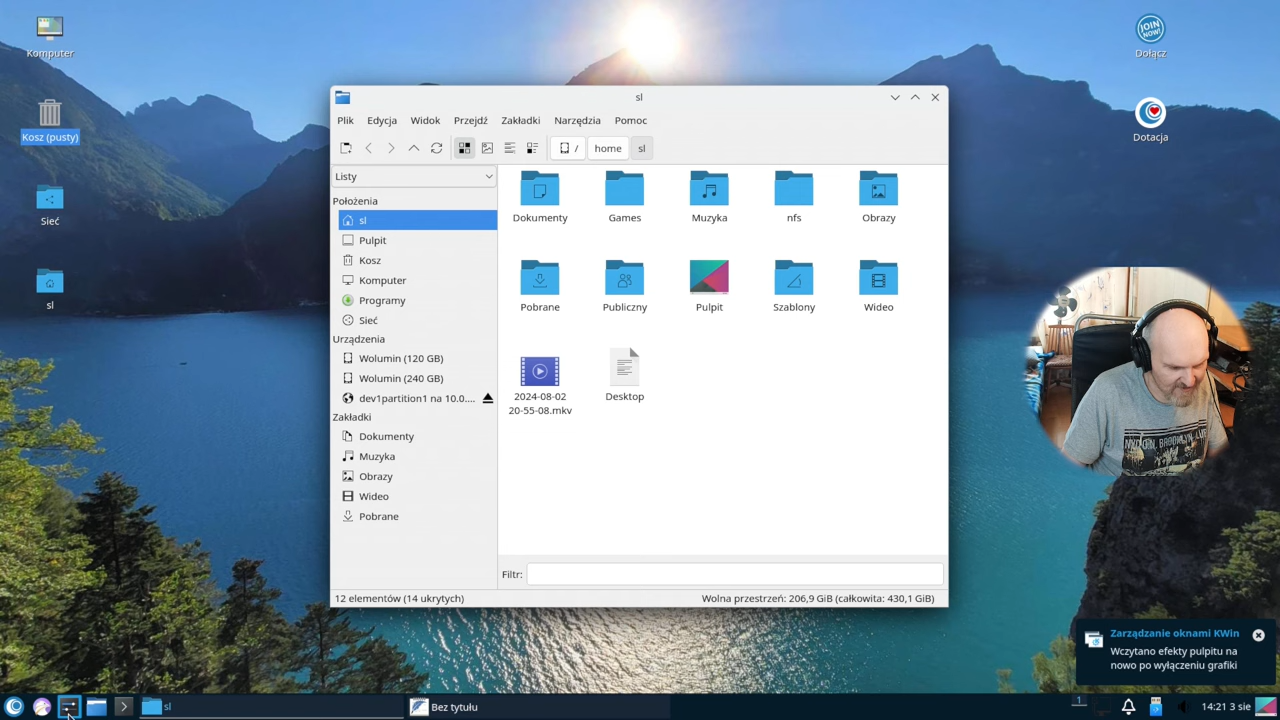 Komputer
Kosz (pusty)
Sieć
sl
JOIN NOW!
Dołącz
Dotacja
sl
Plik Edycja Widok Przejdź Zakładki Narzędzia Pomoc
/ home sl
Listy
Położenia
sl
Pulpit
Kosz
Komputer
Programy
Sieć
Urządzenia
Wolumin (120 GB)
Wolumin (240 GB)
dev1partition1 na 10.0....
Zakładki
Dokumenty
Muzyka
Obrazy
Wideo
Pobrane
Dokumenty Games Muzyka nfs Obrazy
Pobrane Publiczny Pulpit Szablony Wideo
2024-08-02
20-55-08.mkv
Desktop
Filtr:
12 elementów (14 ukrytych) Wolna przestrzeń: 206,9 GiB (całkowita: 430,1 GiB)
Zarządzanie oknami KWin
Wczytano efekty pulpitu na
nowo po wyłączeniu grafiki
sl
Bez tytułu
1
14:21 3 sie